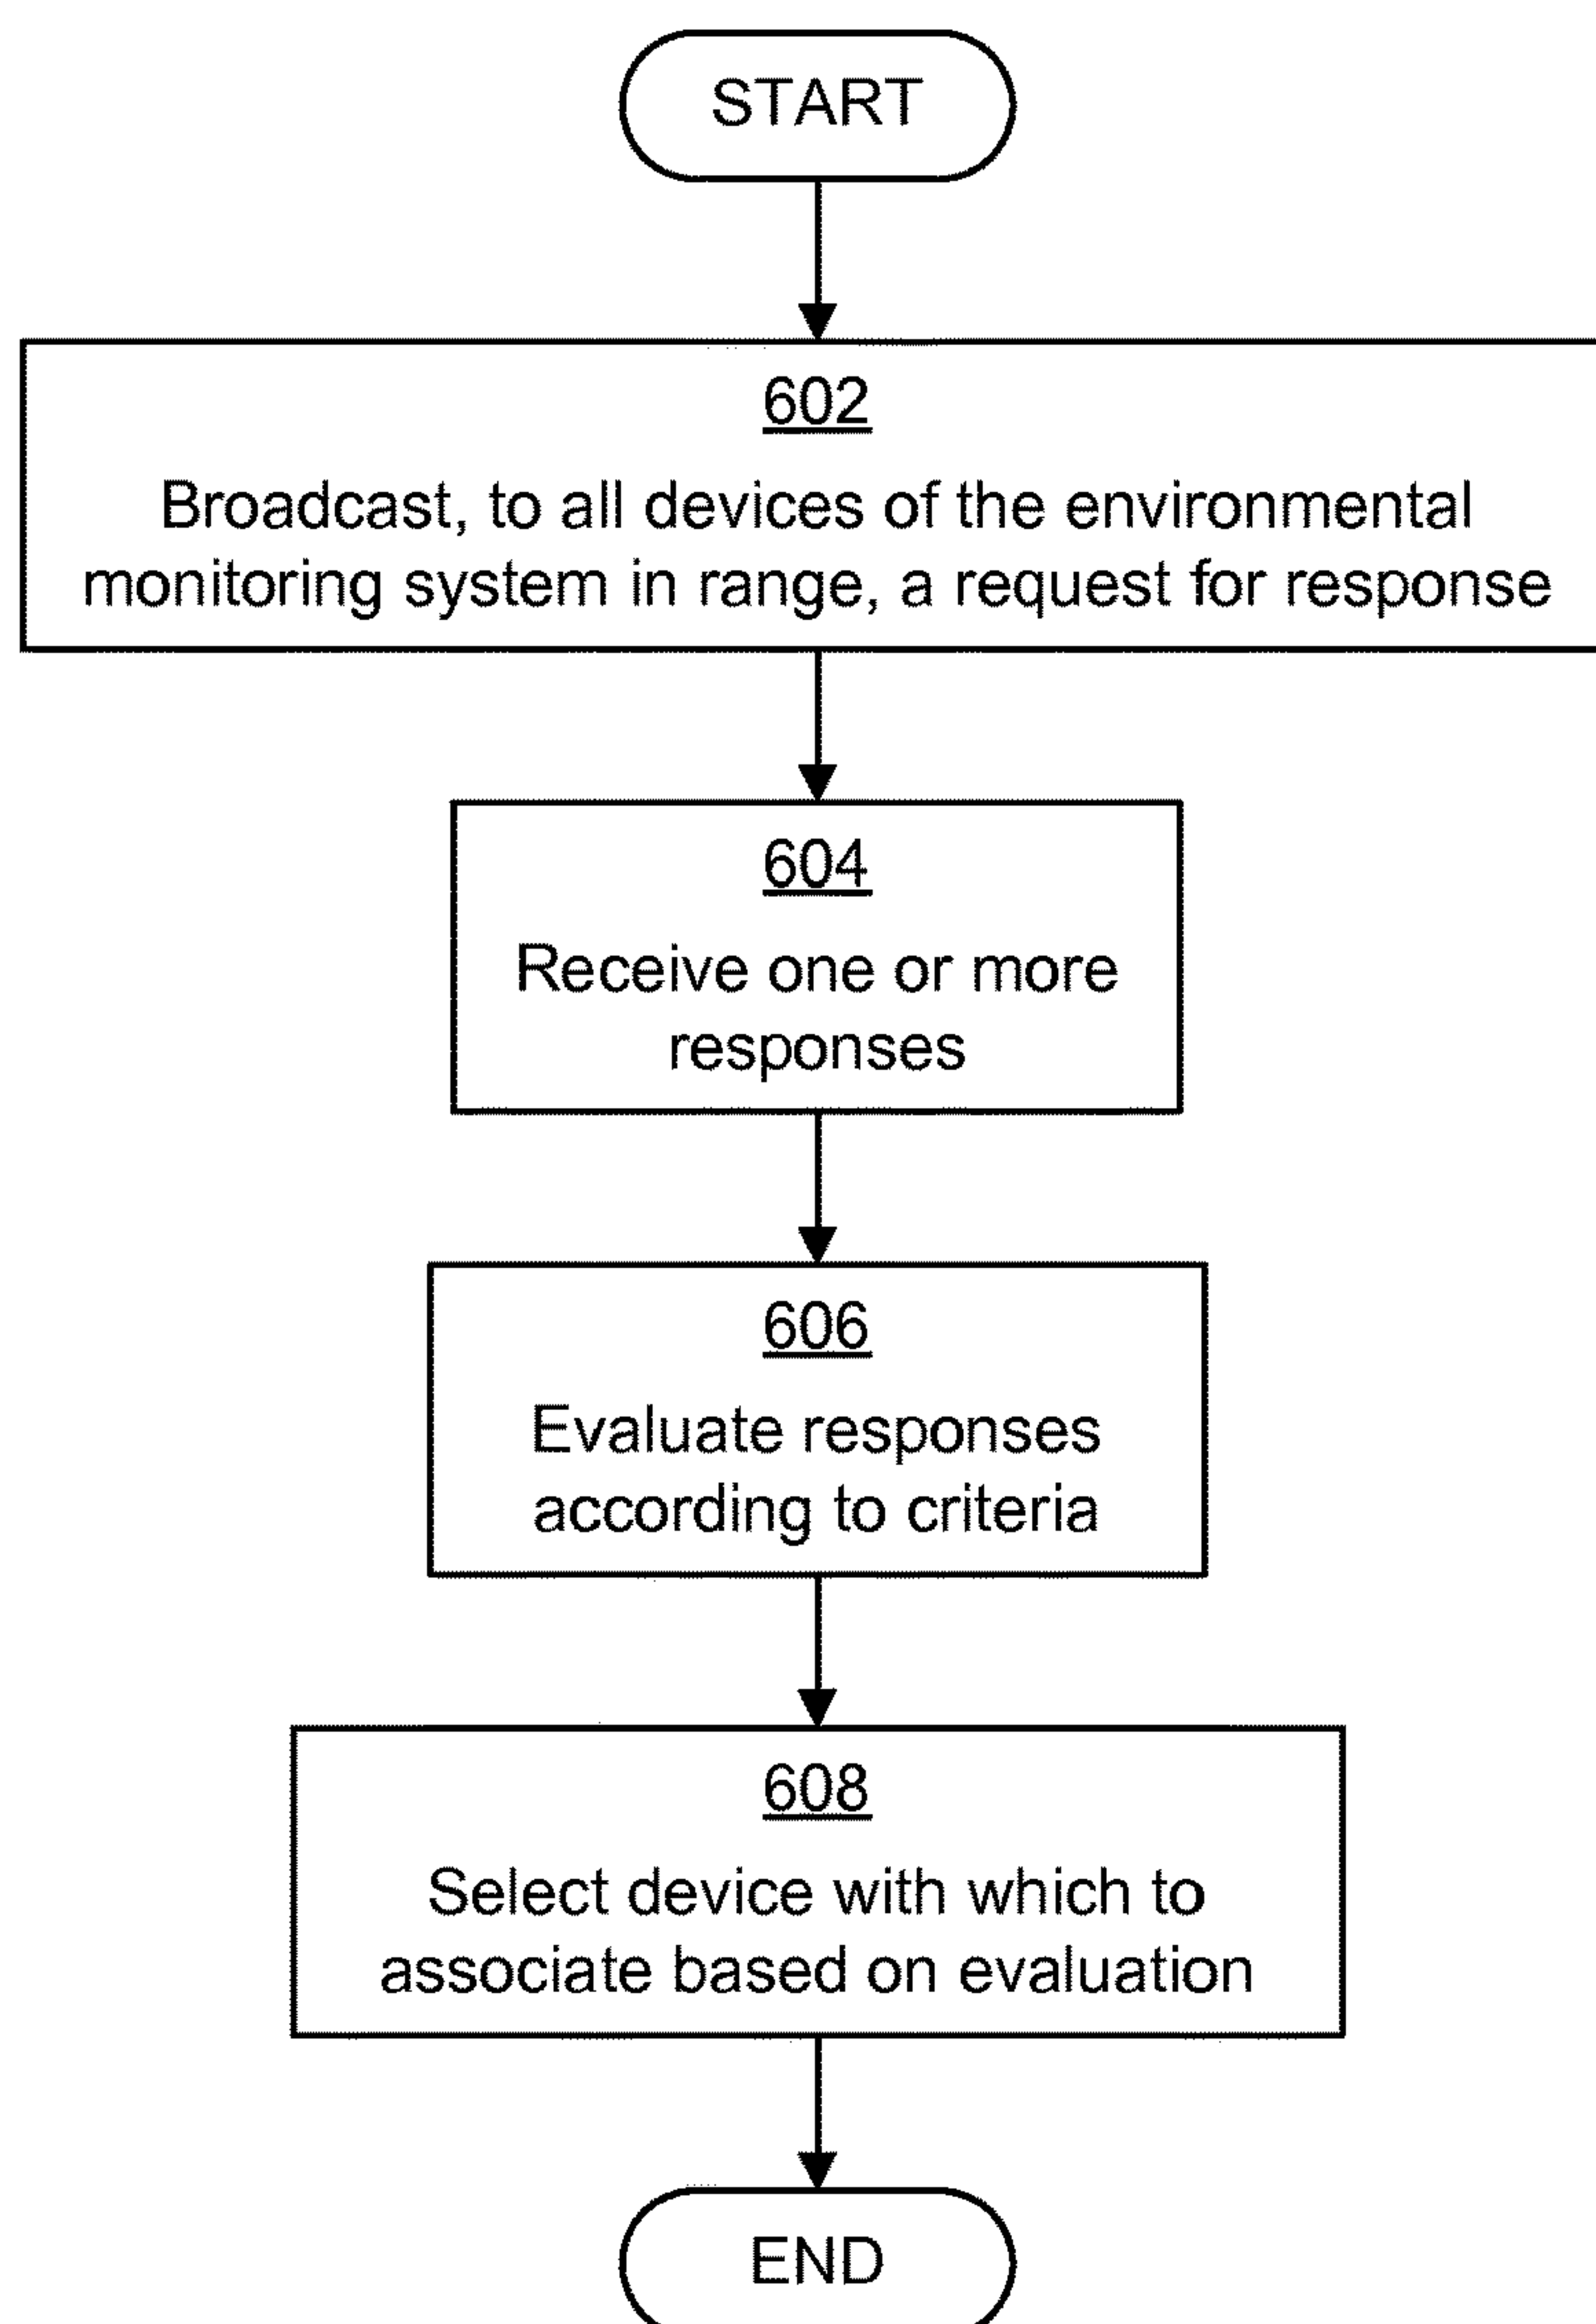 START
602
Broadcast, to all devices of the environmental
monitoring system in range, a request for response
604
Receive one or more
responses
606
Evaluate responses
according to criteria
608
Select device with which to
associate based on evaluation
END